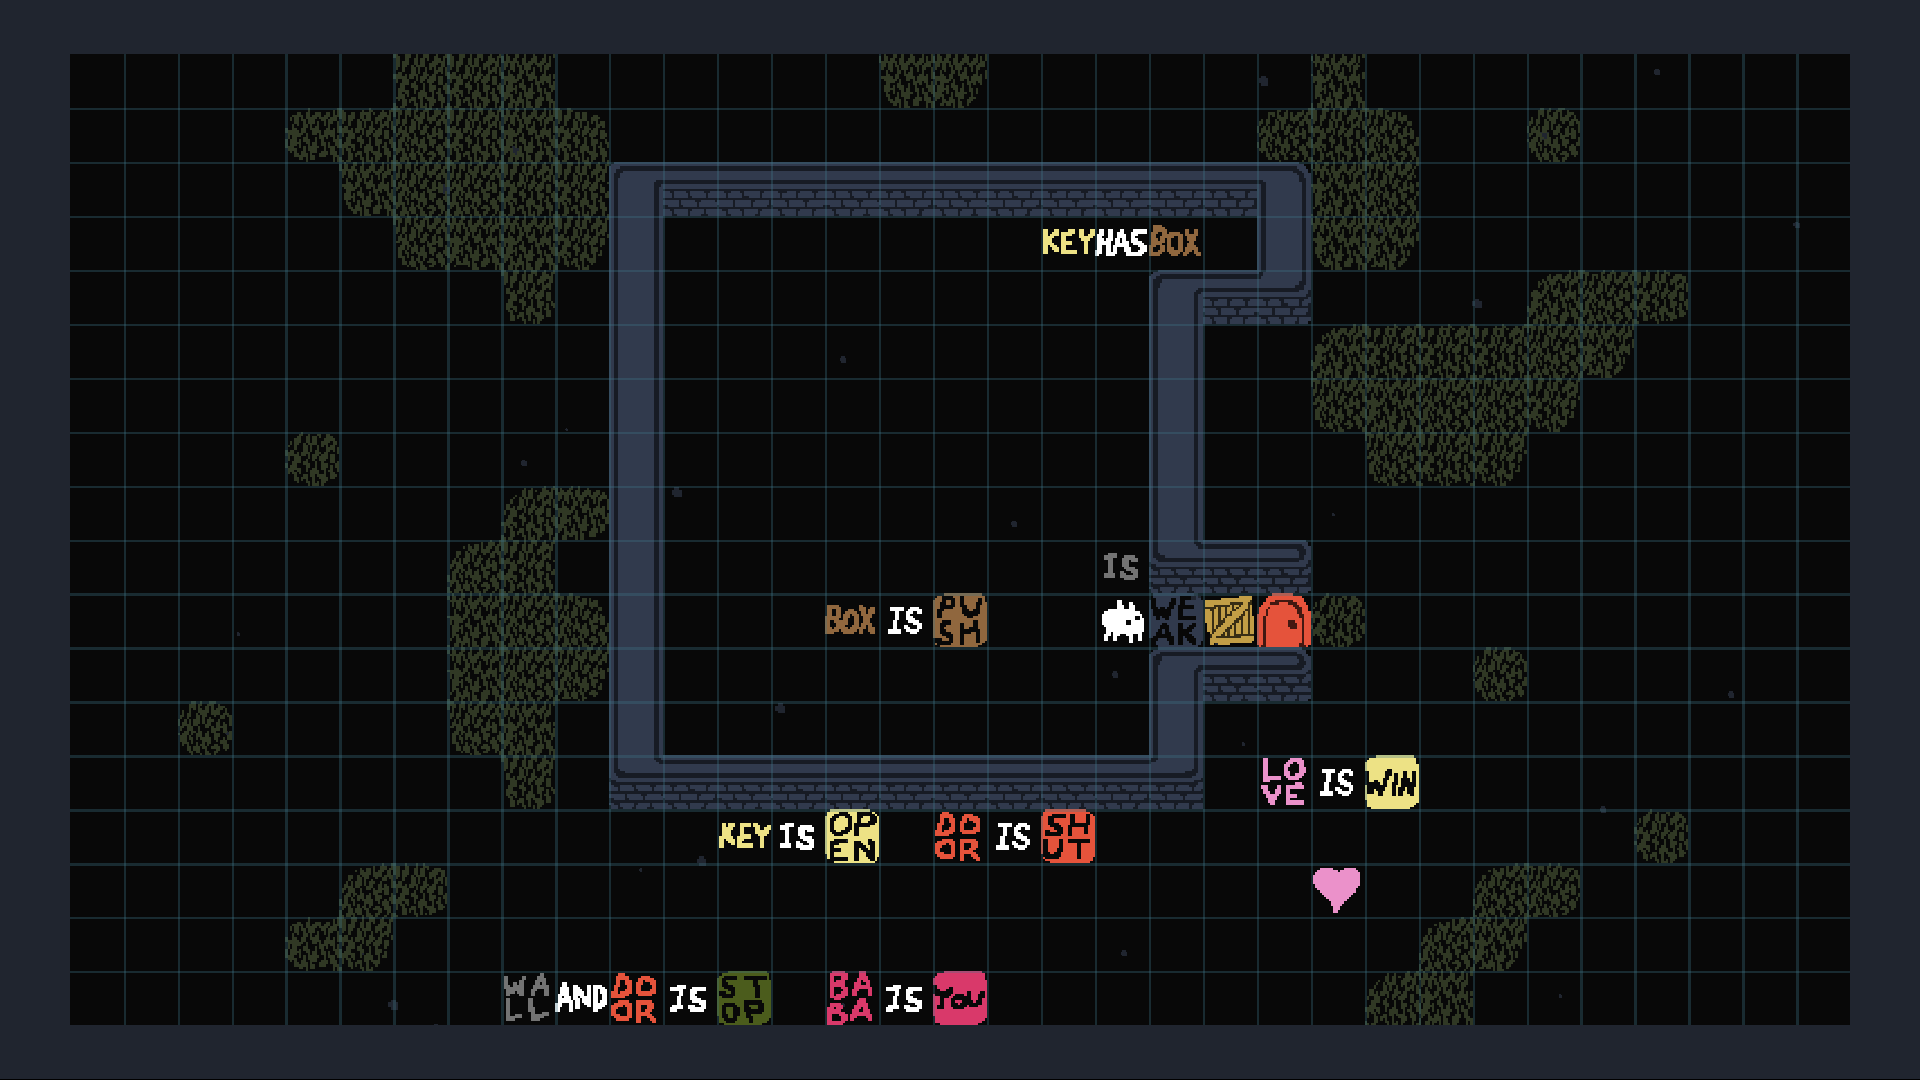 KEY HAS BOX
IS
BOX IS PUSH WEAK
LOVE IS WIN
KEY IS OPEN DOOR IS SHUT
WALL AND DOOR IS STOP BABA IS YOU